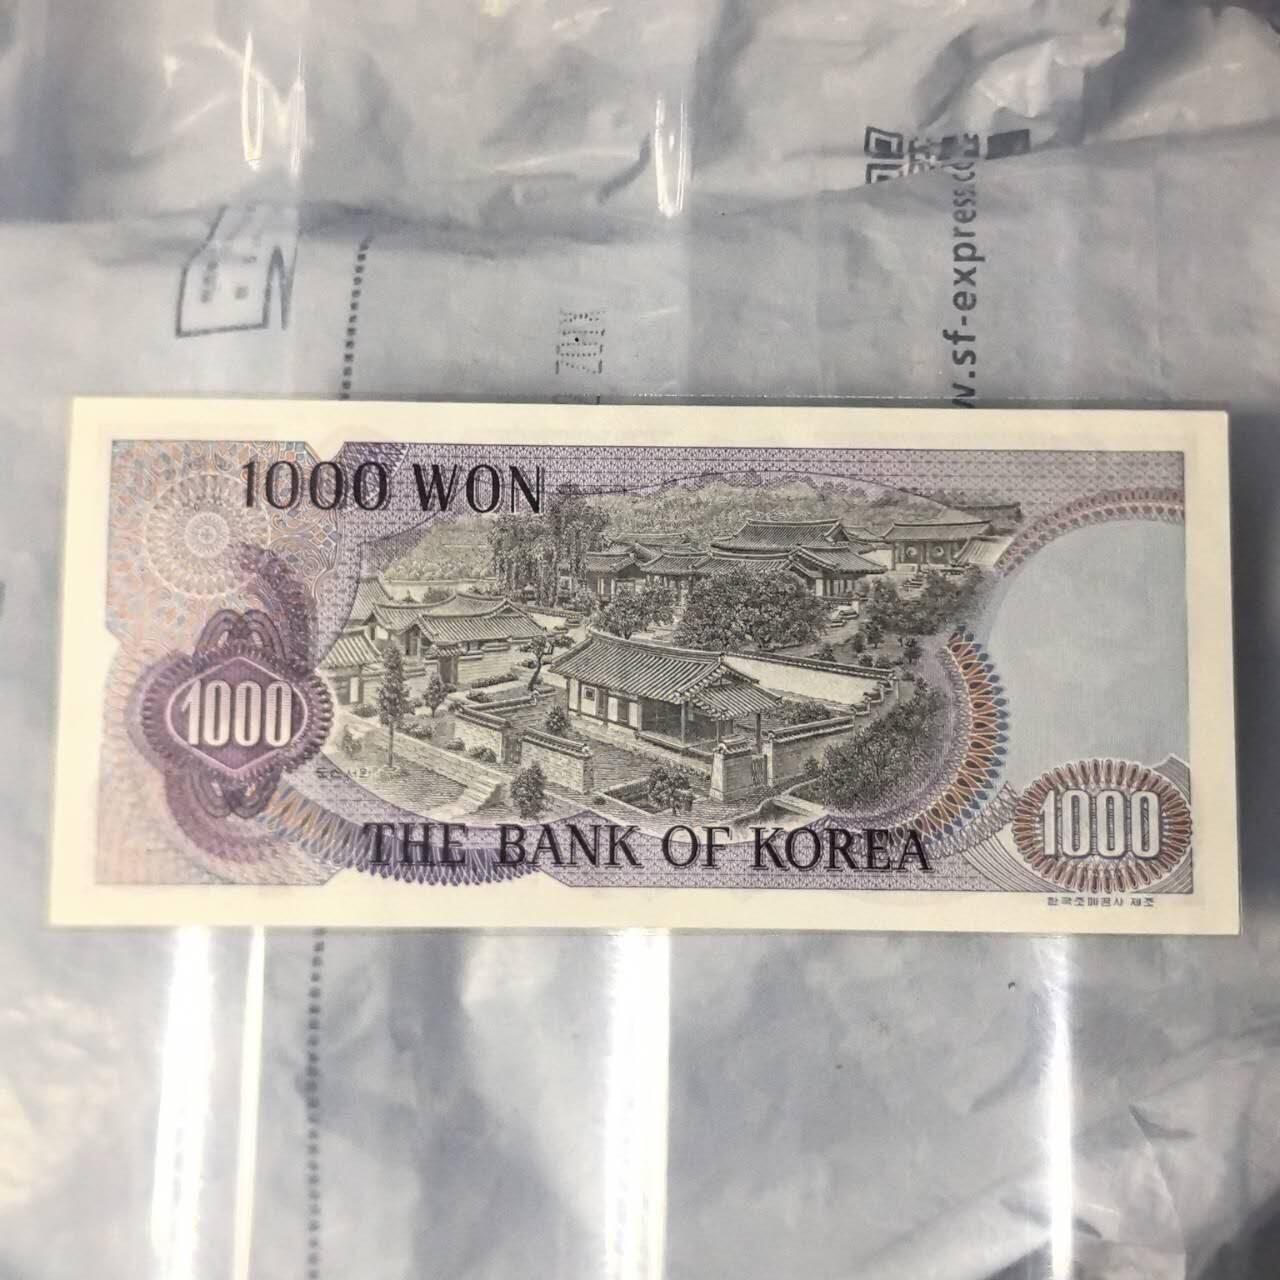 w.sf-express.co
1000 WON
1000
도산서원
THE BANK OF KOREA
1000
한국조폐공사 제조